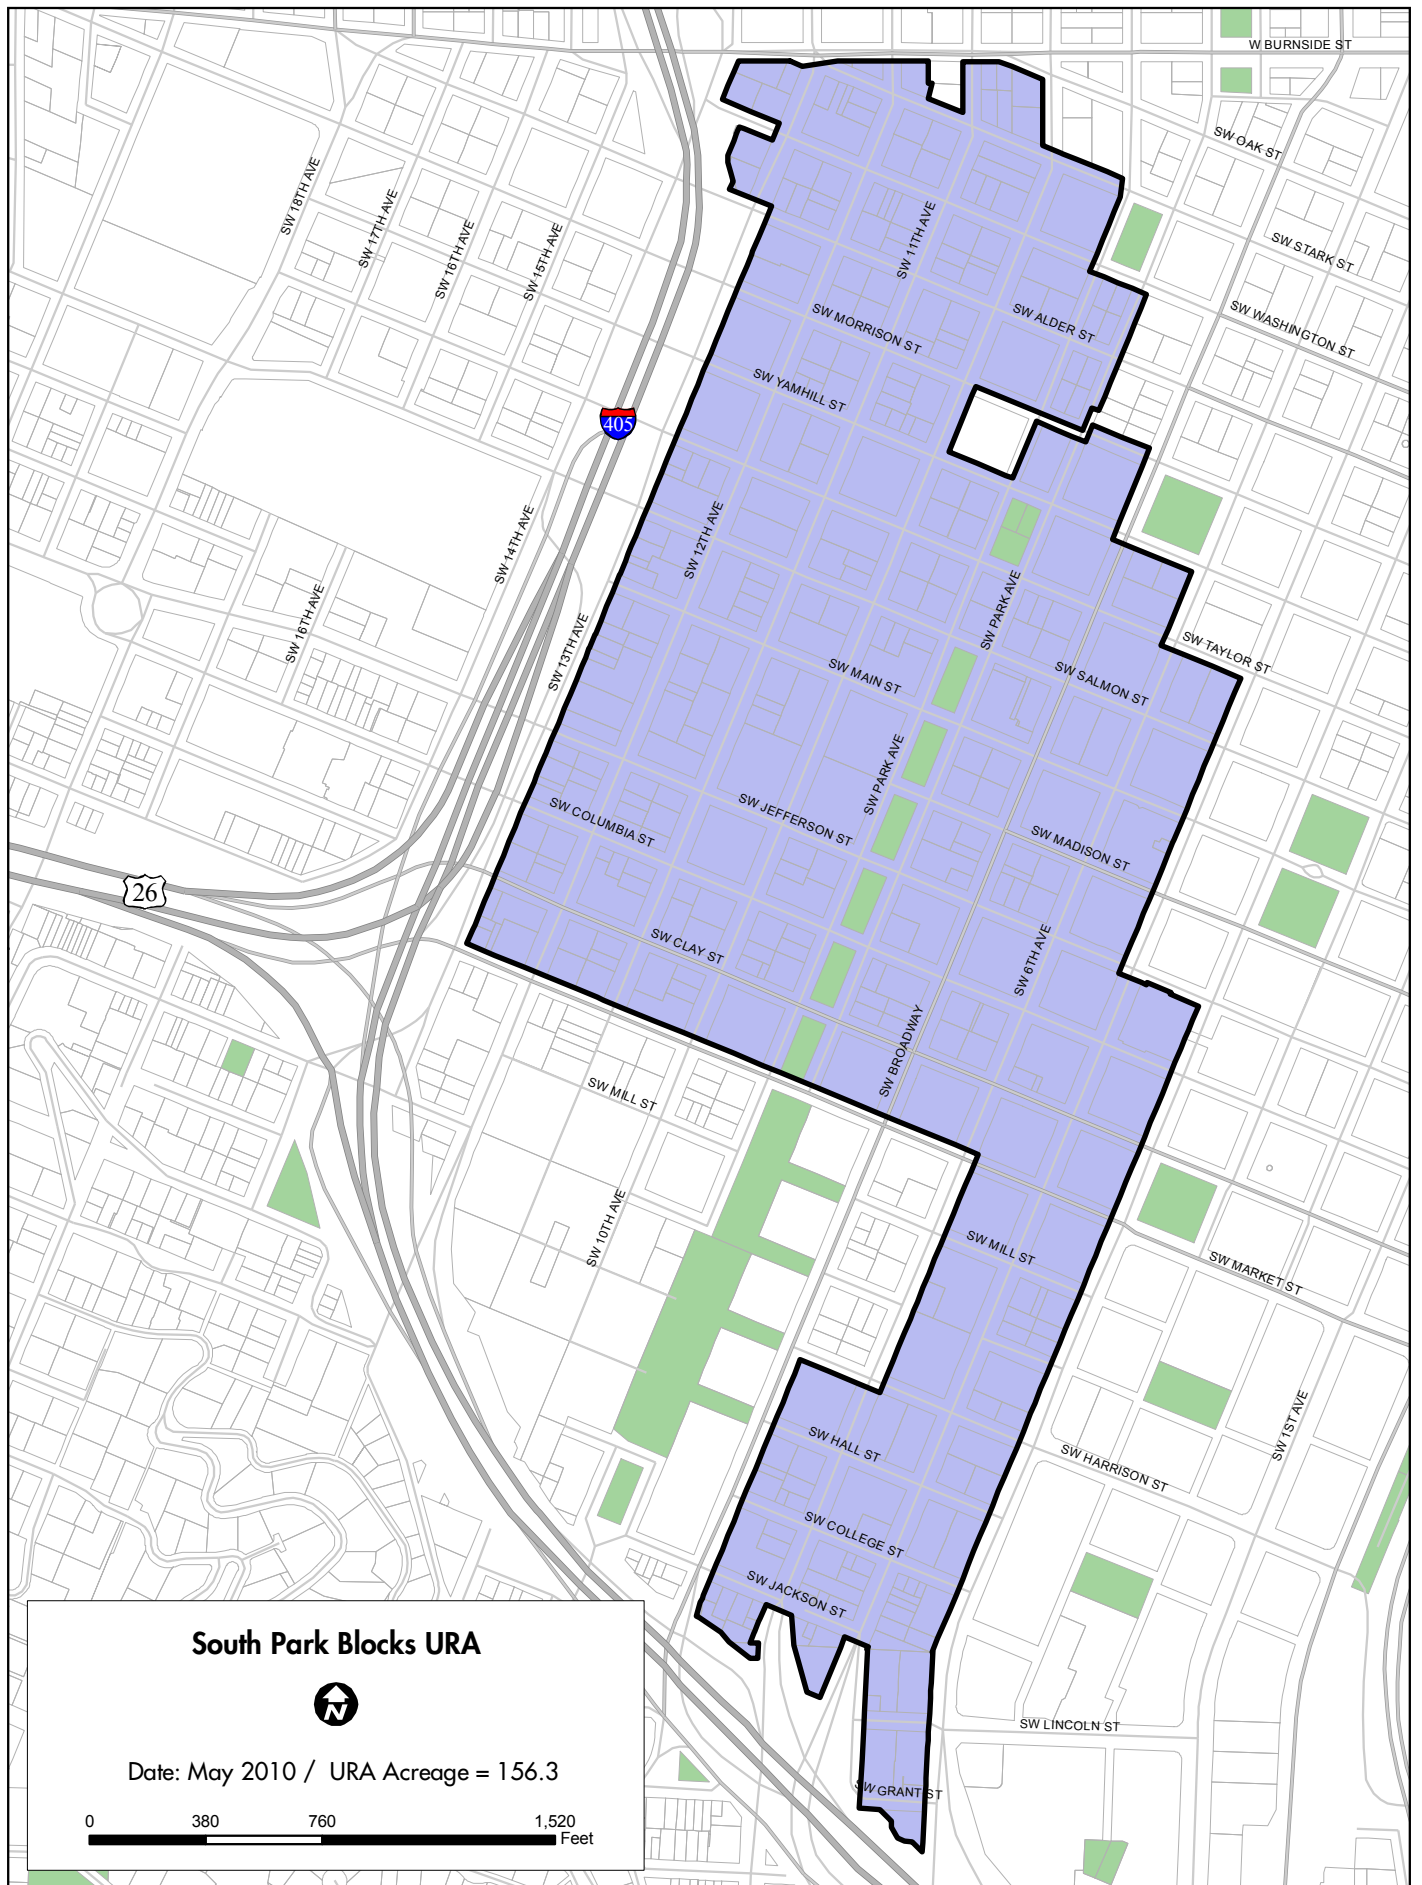 W BURNSIDE ST
SW OAK ST
SW 18TH AVE
SW 17TH AVE
SW 16TH AVE
SW 15TH AVE
SW 11TH AVE
SW STARK ST
SW WASHINGTON ST
SW MORRISON ST
SW ALDER ST
SW YAMHILL ST
405
SW 14TH AVE
SW 12TH AVE
SW 16TH AVE
SW 13TH AVE
SW PARK AVE
SW TAYLOR ST
SW MAIN ST
SW SALMON ST
SW PARK AVE
SW COLUMBIA ST
SW JEFFERSON ST
SW MADISON ST
26
SW CLAY ST
SW 6TH AVE
SW BROADWAY
SW MILL ST
SW 10TH AVE
SW MILL ST
SW MARKET ST
SW 1ST AVE
SW HALL ST
SW HARRISON ST
SW COLLEGE ST
SW JACKSON ST
SW LINCOLN ST
SW GRANT ST
South Park Blocks URA
N
Date: May 2010 / URA Acreage = 156.3
0 380 760 1,520
Feet